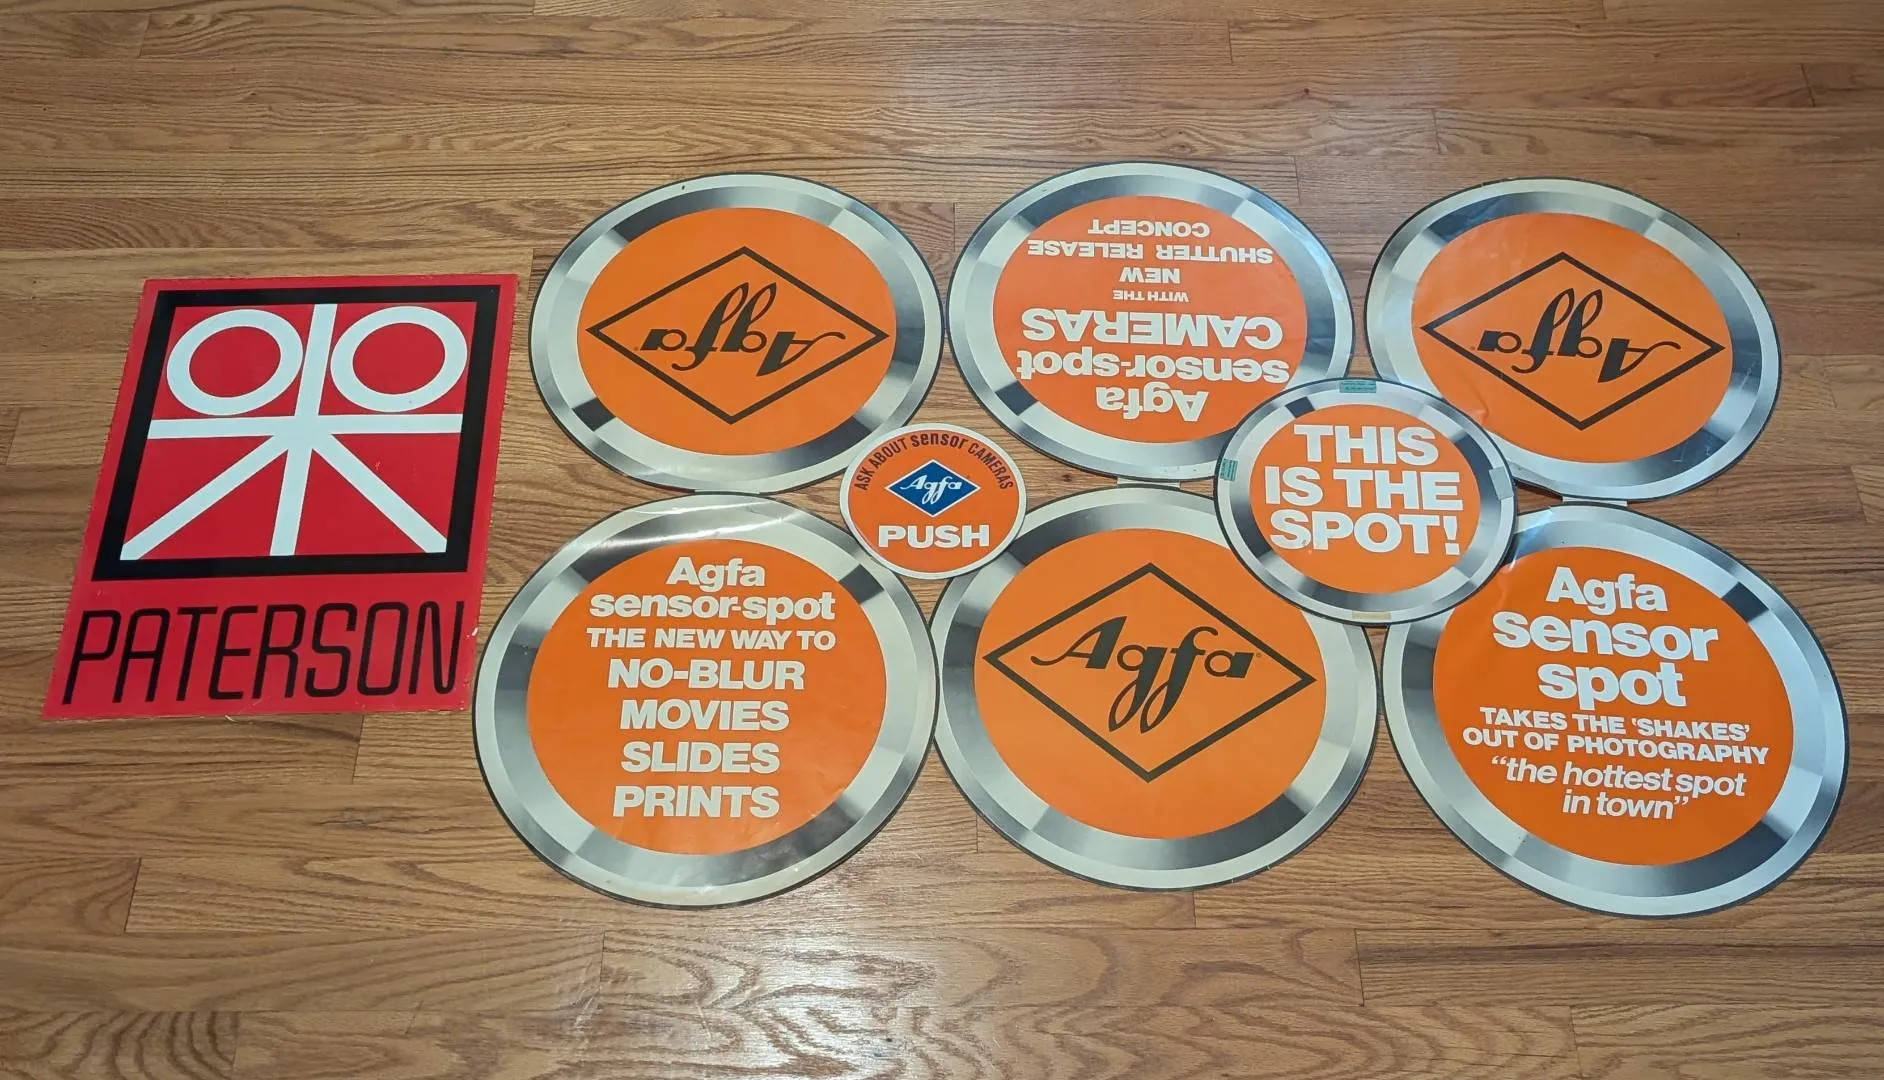 PATERSON
Agfa
Agfa
sensor-spot
CAMERAS
WITH THE
NEW
SHUTTER RELEASE
CONCEPT
Agfa
ASK ABOUT sensor CAMERAS
Agfa
PUSH
THIS
IS THE
SPOT!
Agfa
sensor-spot
THE NEW WAY TO
NO-BLUR
MOVIES
SLIDES
PRINTS
Agfa
Agfa
sensor
spot
TAKES THE 'SHAKES'
OUT OF PHOTOGRAPHY
"the hottest spot
in town"